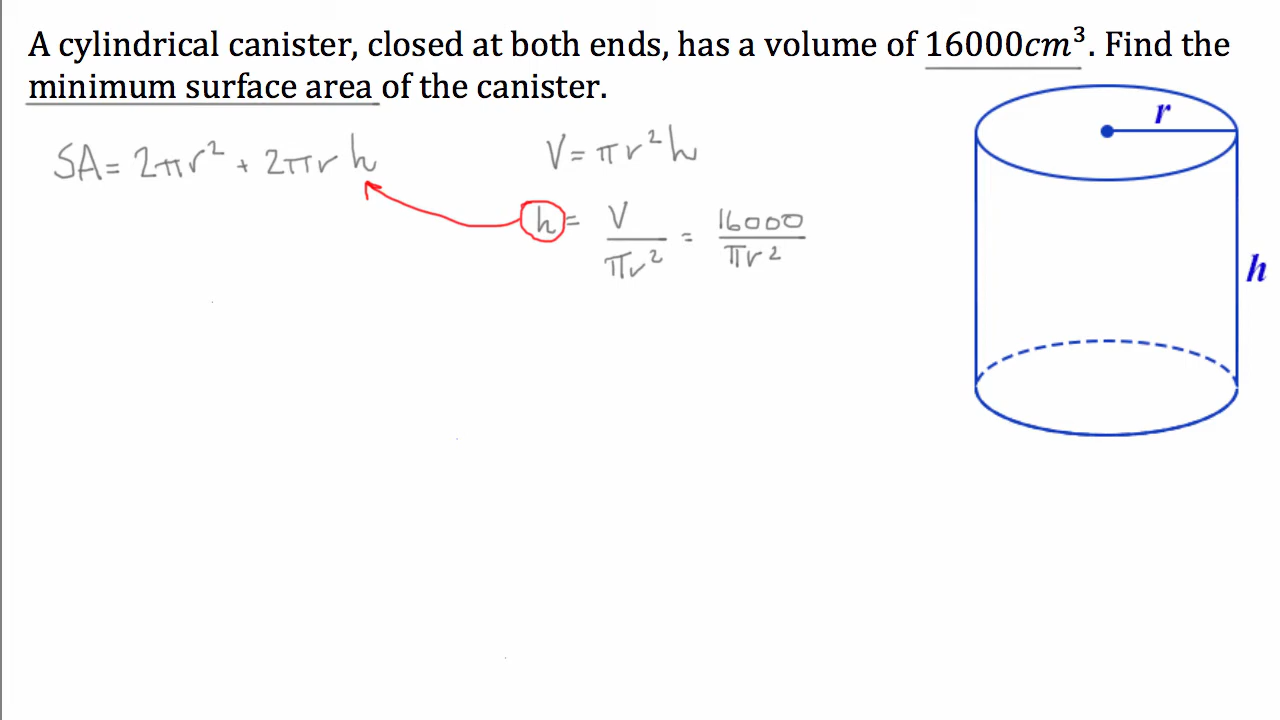 A cylindrical canister, closed at both ends, has a volume of 16000cm³. Find the
minimum surface area of the canister.
SA = 2πr² + 2πr h
V = πr²h
h = V/πr² = 16000/πr²
r
h